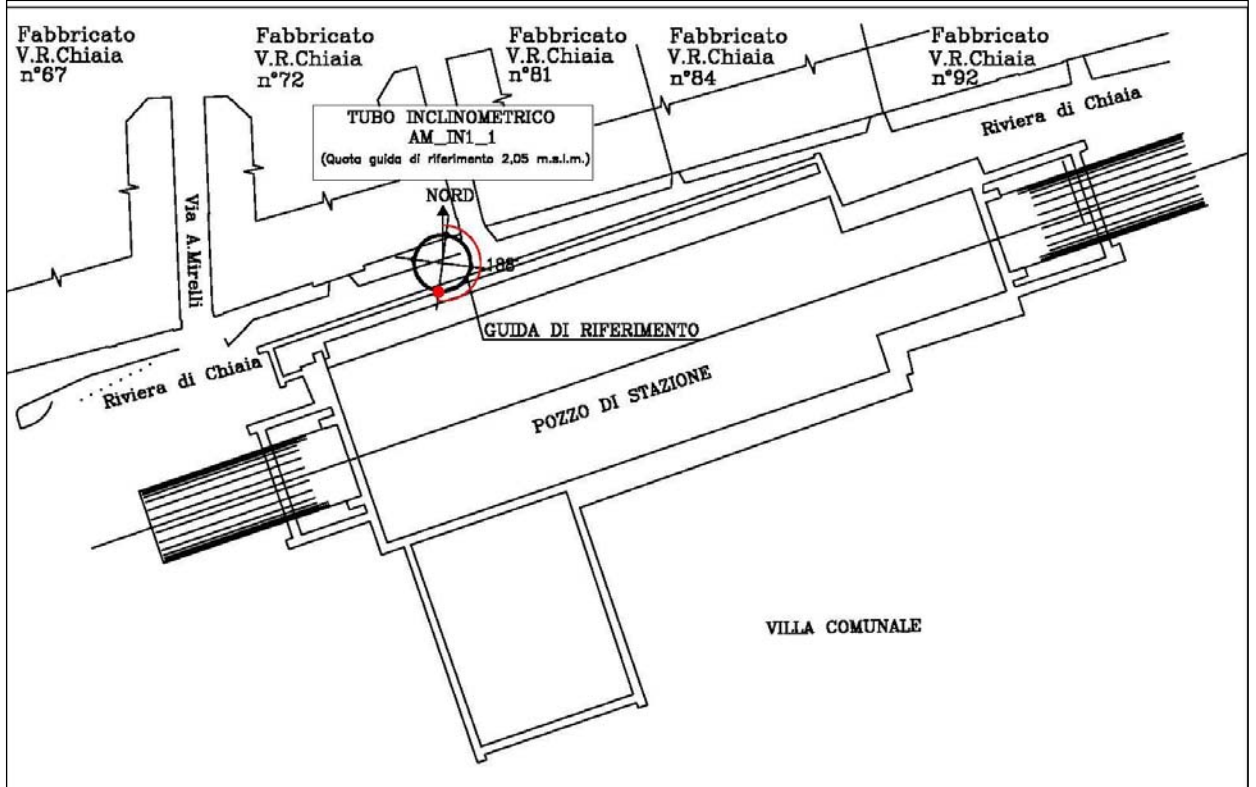 Fabbricato
V.R.Chiaia
n°67
Fabbricato
V.R.Chiaia
n°72
Fabbricato
V.R.Chiaia
n°81
Fabbricato
V.R.Chiaia
n°84
Fabbricato
V.R.Chiaia
n°92
TUBO INCLINOMETRICO
AM_IN1_1
(Quota guida di riferimento 2,05 m.s.l.m.)
NORD
Riviera di Chiaia
Via A.Mirelli
188°
GUIDA DI RIFERIMENTO
Riviera di Chiaia
POZZO DI STAZIONE
VILLA COMUNALE